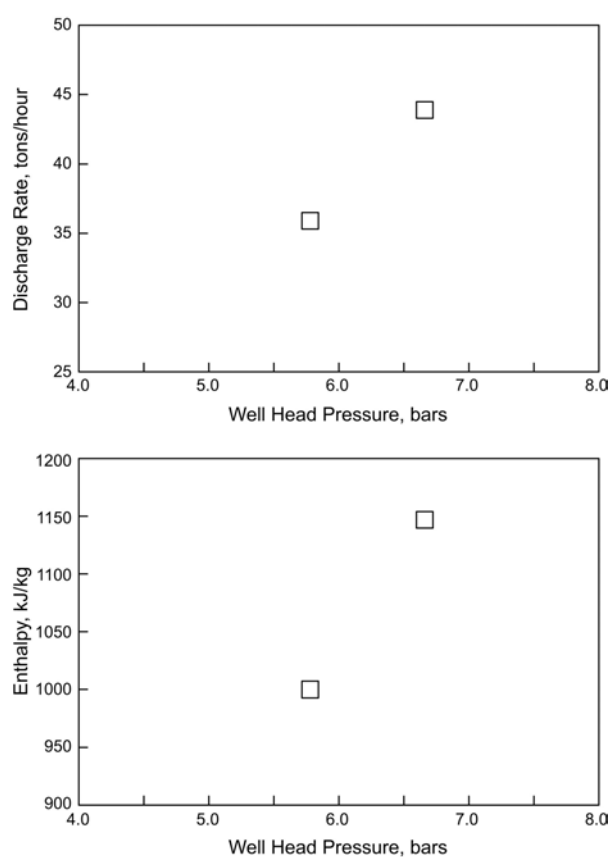 50
45
40
35
30
25
Discharge Rate, tons/hour
4.0 5.0 6.0 7.0 8.0
Well Head Pressure, bars
1200
1150
1100
1050
1000
950
900
Enthalpy, kJ/kg
4.0 5.0 6.0 7.0 8.0
Well Head Pressure, bars